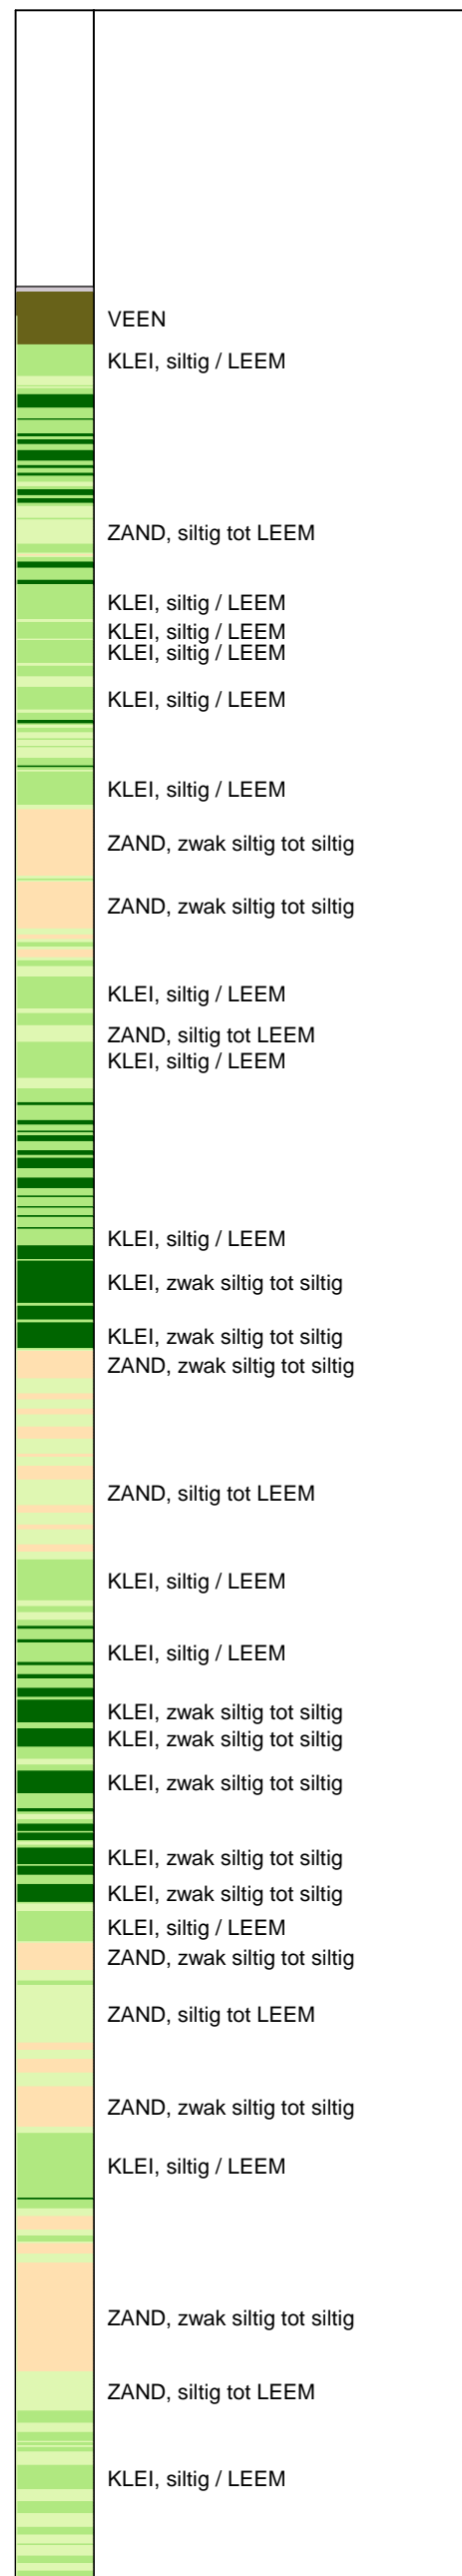 VEEN
KLEI, siltig / LEEM
ZAND, siltig tot LEEM
KLEI, siltig / LEEM
KLEI, siltig / LEEM
KLEI, siltig / LEEM
KLEI, siltig / LEEM
KLEI, siltig / LEEM
ZAND, zwak siltig tot siltig
ZAND, zwak siltig tot siltig
KLEI, siltig / LEEM
ZAND, siltig tot LEEM
KLEI, siltig / LEEM
KLEI, siltig / LEEM
KLEI, zwak siltig tot siltig
KLEI, zwak siltig tot siltig
ZAND, zwak siltig tot siltig
ZAND, siltig tot LEEM
KLEI, siltig / LEEM
KLEI, siltig / LEEM
KLEI, zwak siltig tot siltig
KLEI, zwak siltig tot siltig
KLEI, zwak siltig tot siltig
KLEI, zwak siltig tot siltig
KLEI, zwak siltig tot siltig
KLEI, siltig / LEEM
ZAND, zwak siltig tot siltig
ZAND, siltig tot LEEM
ZAND, zwak siltig tot siltig
KLEI, siltig / LEEM
ZAND, zwak siltig tot siltig
ZAND, siltig tot LEEM
KLEI, siltig / LEEM